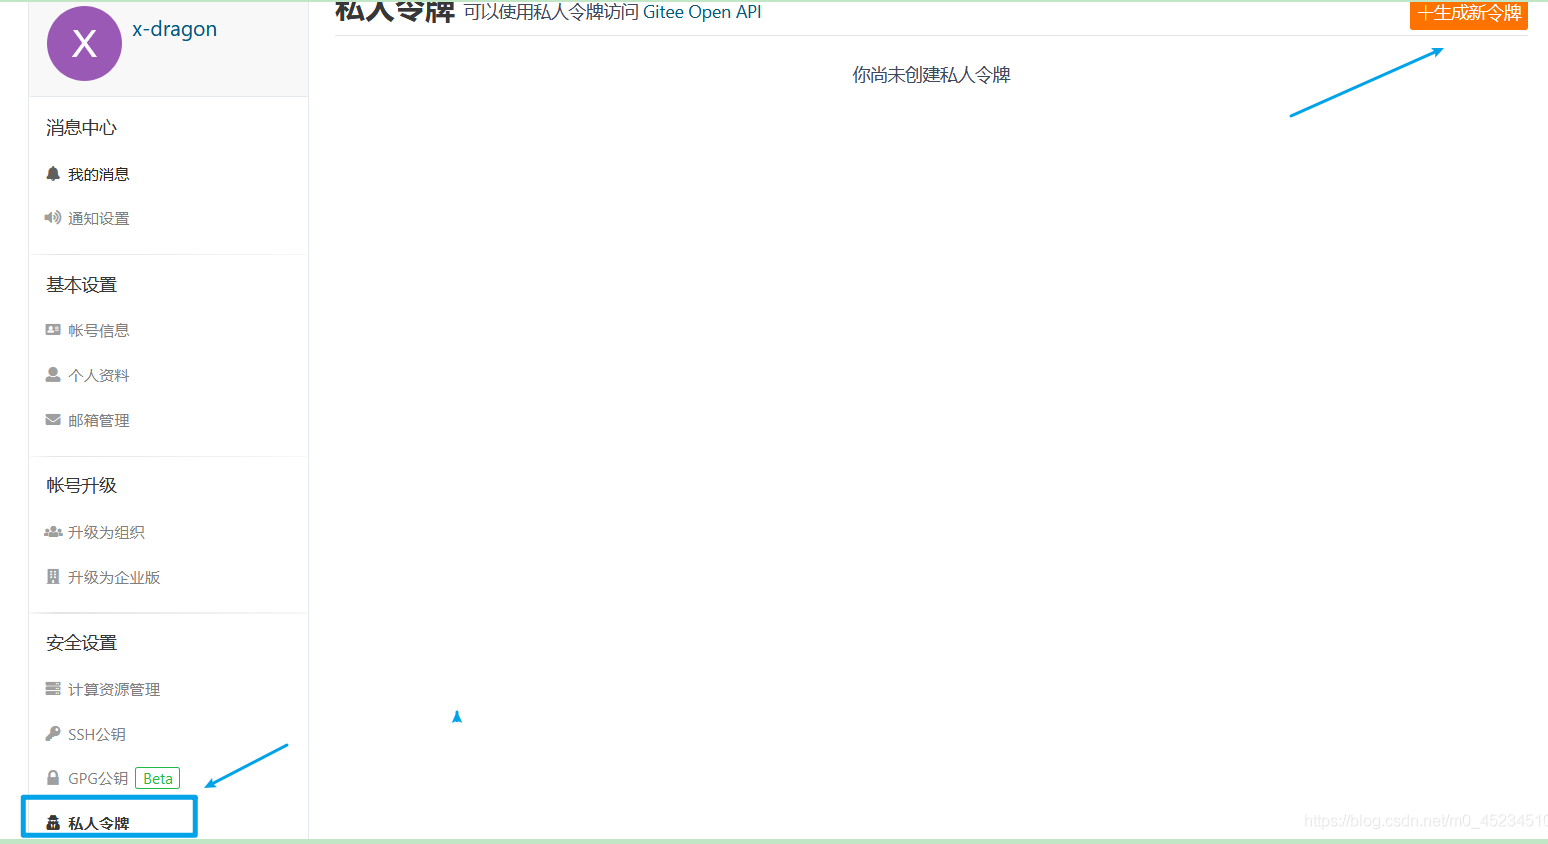 X
x-dragon
私人令牌 可以使用私人令牌访问 Gitee Open API
+生成新令牌
你尚未创建私人令牌
消息中心
我的消息
通知设置
基本设置
帐号信息
个人资料
邮箱管理
帐号升级
升级为组织
升级为企业版
安全设置
计算资源管理
SSH公钥
GPG公钥 Beta
私人令牌
https://blog.csdn.net/m0_45234510